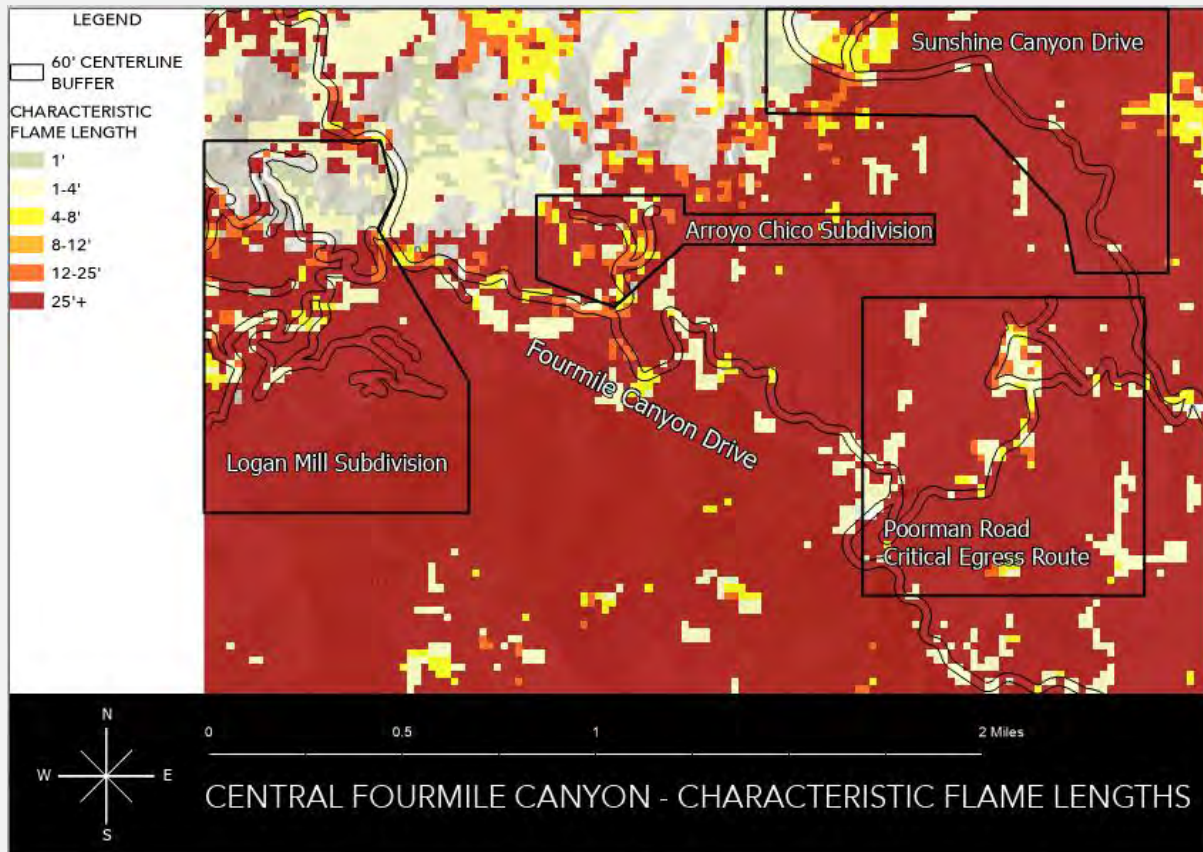 LEGEND
60' CENTERLINE
BUFFER
CHARACTERISTIC
FLAME LENGTH
1'
1-4'
4-8'
8-12'
12-25'
25'+
Sunshine Canyon Drive
Arroyo Chico Subdivision
Fourmile Canyon Drive
Logan Mill Subdivision
Poorman Road
Critical Egress Route
N
W E
S
0 0.5 1 2 Miles
CENTRAL FOURMILE CANYON - CHARACTERISTIC FLAME LENGTHS